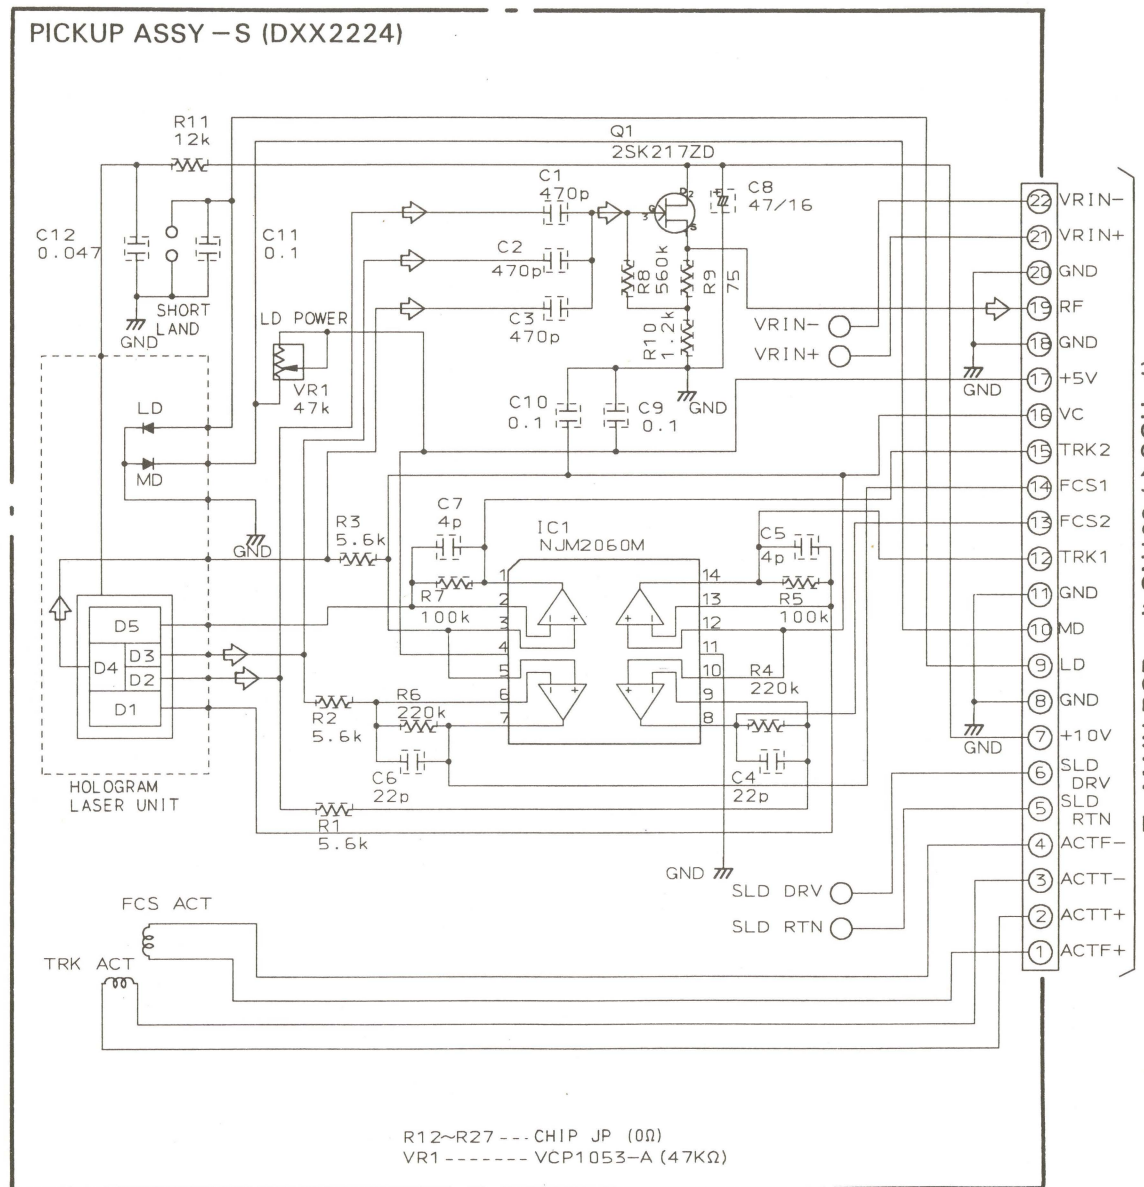 PICKUP ASSY-S (DXX2224)
R11
12k
Q1
2SK217ZD
C1
470p
D 2
G
3
S
C8
47/16
+
C12
0.047
C11
0.1
C2
470p
R8
560k
R9
75
SHORT
LAND
GND
LD POWER
C3
470p
R10
1.2k
VRIN-
VRIN+
VR1
47k
GND
LD
MD
C10
0.1
C9
0.1
GND
R3
5.6k
C7
4p
IC1
NJM2060M
C5
4p
1
14
R7
100k
2
13
R5
100k
3
12
4
11
5
10
R4
220k
6
9
7
8
D5
D4
D3
D2
D1
R2
5.6k
R6
220k
C6
22p
C4
22p
HOLOGRAM
LASER UNIT
R1
5.6k
GND
SLD DRV
SLD RTN
FCS ACT
TRK ACT
22 VRIN-
21 VRIN+
20 GND
19 RF
18 GND
GND
17 +5V
16 VC
15 TRK2
14 FCS1
13 FCS2
12 TRK1
11 GND
10 MD
9 LD
8 GND
GND
7 +10V
6 SLD DRV
5 SLD RTN
4 ACTF-
3 ACTT-
2 ACTT+
1 ACTF+
R12~R27---CHIP JP (0Ω)
VR1-------VCP1053-A (47KΩ)